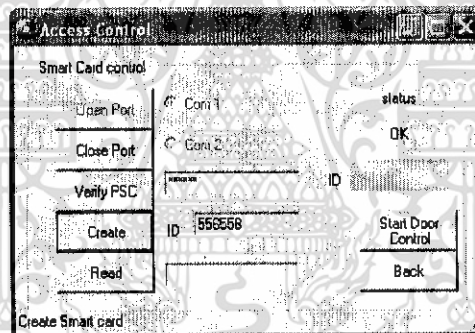 Access Control
Smart Card control
Open Port
Com 1
status
Close Port
Com 2
OK
Verify PSC
******
ID
Create
ID
555558
Start Door
Control
Read
Back
Create Smart card